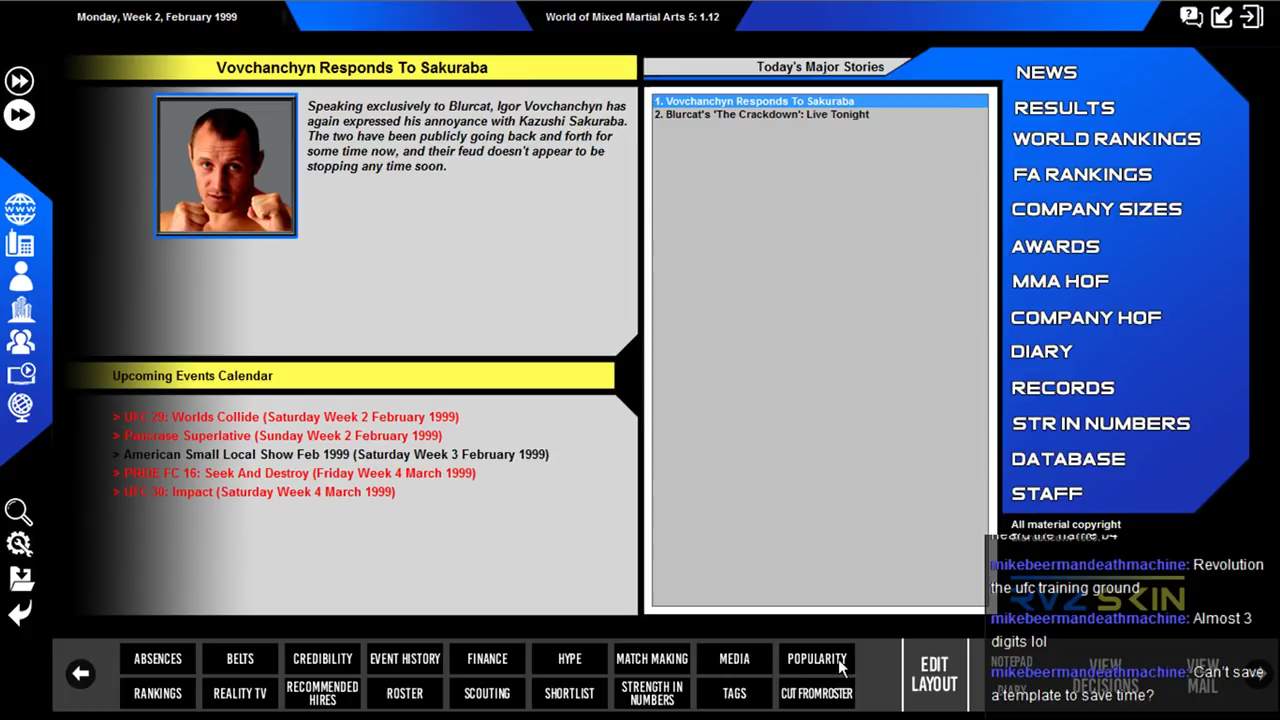 Monday, Week 2, February 1999
World of Mixed Martial Arts 5: 1.12
Vovchanchyn Responds To Sakuraba
Speaking exclusively to Blurcat, Igor Vovchanchyn has
again expressed his annoyance with Kazushi Sakuraba.
The two have been publicly going back and forth for
some time now, and their feud doesn't appear to be
stopping any time soon.
Today's Major Stories
1. Vovchanchyn Responds To Sakuraba
2. Blurcat's 'The Crackdown': Live Tonight
Upcoming Events Calendar
> UFC 29: Worlds Collide (Saturday Week 2 February 1999)
> Pancrase Superlative (Sunday Week 2 February 1999)
> American Small Local Show Feb 1999 (Saturday Week 3 February 1999)
> PRIDE FC 16: Seek And Destroy (Friday Week 4 March 1999)
> UFC 30: Impact (Saturday Week 4 March 1999)
NEWS
RESULTS
WORLD RANKINGS
FA RANKINGS
COMPANY SIZES
AWARDS
MMA HOF
COMPANY HOF
DIARY
RECORDS
STR IN NUMBERS
DATABASE
STAFF
All material copyright
mikebeermandeathmachine: Revolution
the ufc training ground
RVZ SKIN
mikebeermandeathmachine: Almost 3
digits lol
mikebeermandeathmachine: Can't save
a template to save time?
NOTEPAD
DIARY
VIEW
DECISIONS
VIEW
MAIL
ABSENCES
BELTS
CREDIBILITY
EVENT HISTORY
FINANCE
HYPE
MATCH MAKING
MEDIA
POPULARITY
RANKINGS
REALITY TV
RECOMMENDED
HIRES
ROSTER
SCOUTING
SHORTLIST
STRENGTH IN
NUMBERS
TAGS
CUT FROM ROSTER
EDIT
LAYOUT
WWW